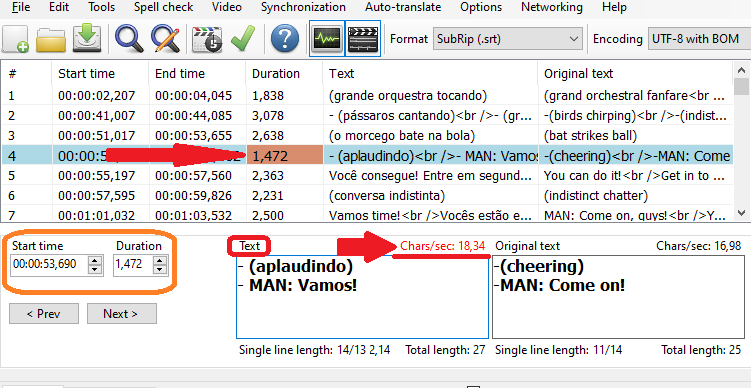 File Edit Tools Spell check Video Synchronization Auto-translate Options Networking Help
Format SubRip (.srt) Encoding UTF-8 with BOM
# Start time End time Duration Text Original text
1 00:00:02,207 00:00:04,045 1,838 (grande orquestra tocando) (grand orchestral fanfare<br ...
2 00:00:41,007 00:00:44,085 3,078 - (pássaros cantando)<br />- (gr... -(birds chirping)<br />-(indist...
3 00:00:51,017 00:00:53,655 2,638 (o morcego bate na bola) (bat strikes ball)
4 00:00:5 1,472 - (aplaudindo)<br />- MAN: Vamos -(cheering)<br />-MAN: Come
5 00:00:55,197 00:00:57,560 2,363 Você consegue! Entre em segund... You can do it!<br />Get in to ...
6 00:00:57,595 00:00:59,826 2,231 (conversa indistinta) (indistinct chatter)
7 00:01:01,032 00:01:03,532 2,500 Vamos time!<br />Vocês estão e... MAN: Come on, guys!<br />Y...
Start time Duration Text Chars/sec: 18,34 Original text Chars/sec: 16,98
00:00:53,690 1,472
- (aplaudindo) -(cheering)
- MAN: Vamos! -MAN: Come on!
< Prev Next >
Single line length: 14/13 2,14 Total length: 27 Single line length: 11/14 Total length: 25